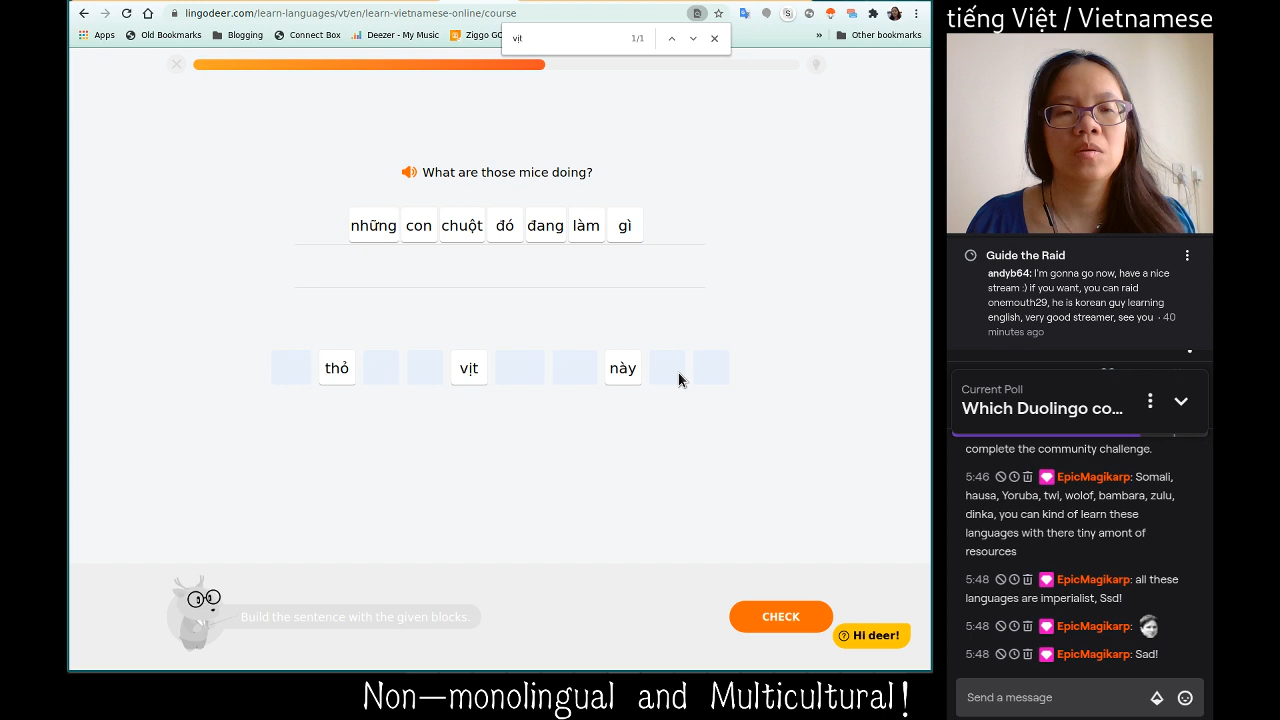 lingodeer.com/learn-languages/vt/en/learn-vietnamese-online/course
Apps Old Bookmarks Blogging Connect Box Deezer - My Music Ziggo GO » Other bookmarks
vịt 1/1
What are those mice doing?
những con chuột đó đang làm gì
thỏ vịt này
Build the sentence with the given blocks.
CHECK
Hi deer!
tiếng Việt / Vietnamese
Guide the Raid
andyb64: I'm gonna go now, have a nice
stream :) if you want, you can raid
onemouth29, he is korean guy learning
english, very good streamer, see you · 40
minutes ago
Current Poll
Which Duolingo co...
complete the community challenge.
5:46 EpicMagikarp: Somali,
hausa, Yoruba, twi, wolof, bambara, zulu,
dinka, you can kind of learn these
languages with there tiny amont of
resources
5:48 EpicMagikarp: all these
languages are imperialist, Ssd!
5:48 EpicMagikarp:
5:48 EpicMagikarp: Sad!
Send a message
Non—monolingual and Multicultural!